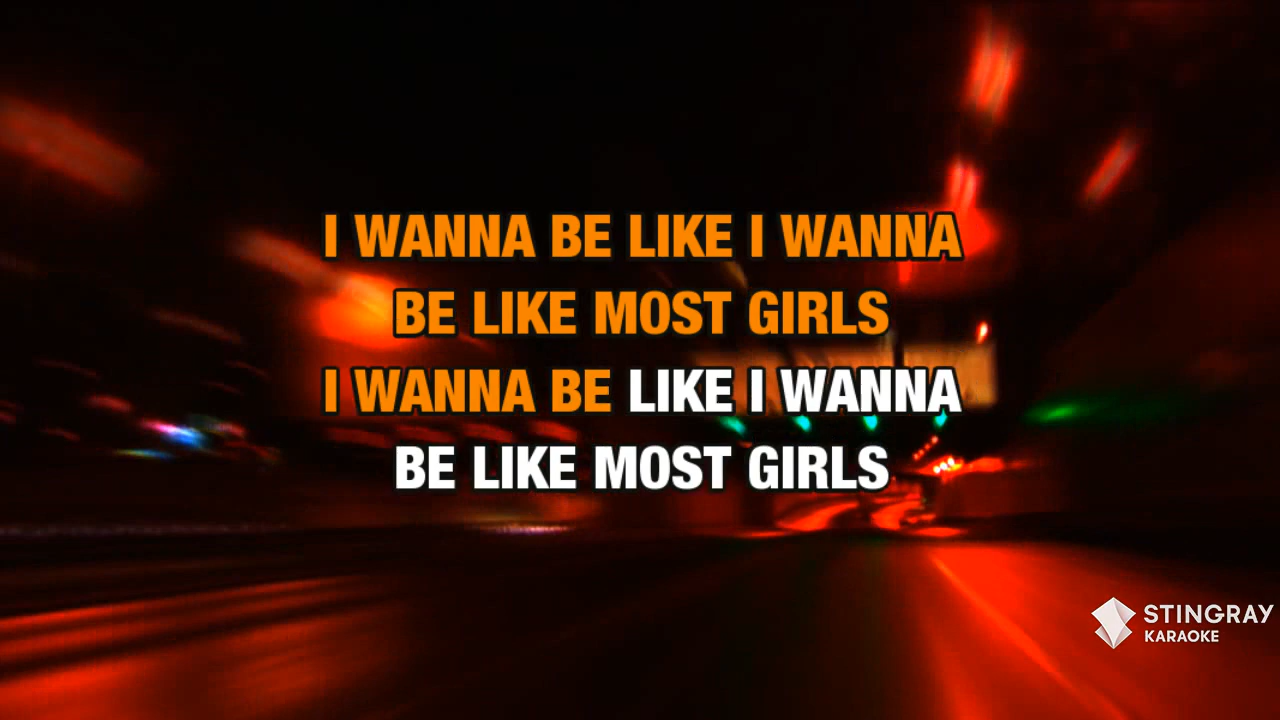 I WANNA BE LIKE I WANNA
BE LIKE MOST GIRLS
I WANNA BE LIKE I WANNA
BE LIKE MOST GIRLS
STINGRAY
KARAOKE